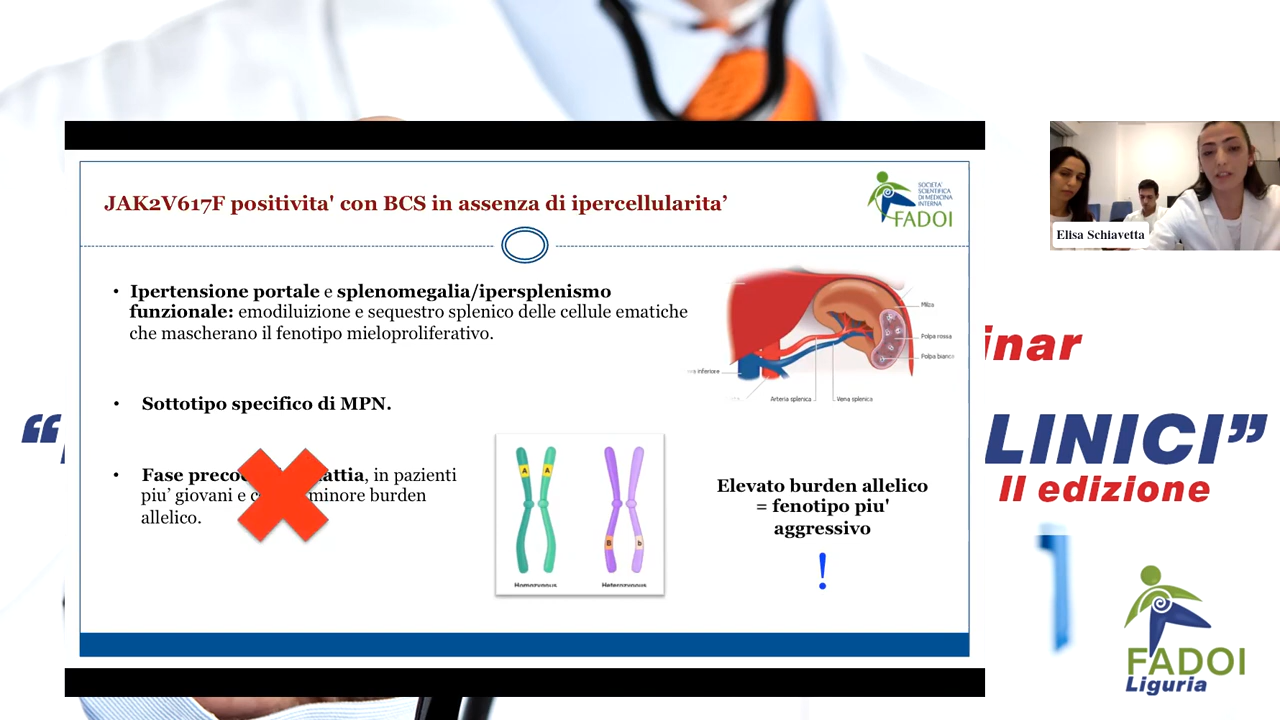 JAK2V617F positivita' con BCS in assenza di ipercellularita’
SOCIETA'
SCIENTIFICA
DI MEDICINA
INTERNA
FADOI
• Ipertensione portale e splenomegalia/ipersplenismo
funzionale: emodiluizione e sequestro splenico delle cellule ematiche
che mascherano il fenotipo mieloproliferativo.
Milza
Polpa rossa
Polpa bianca
inferiore
Arteria splenica
Vena splenica
• Sottotipo specifico di MPN.
• Fase in pazienti
piu’ giovani e minore burden
allelico.
A A
B b
Homozygous
Heterozygous
Elevato burden allelico
= fenotipo piu'
aggressivo
!
Elisa Schiavetta
inar
“
LINICI”
II edizione
FADOI
Liguria